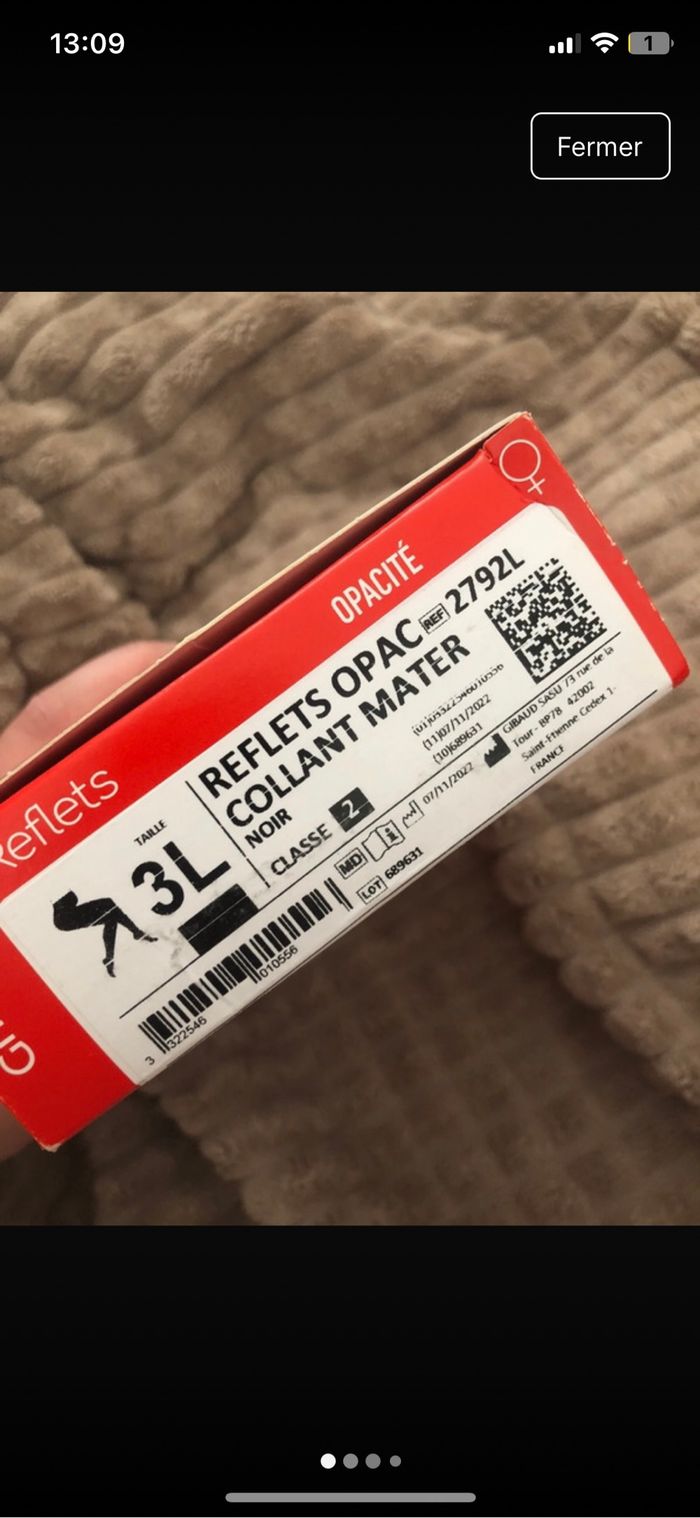 13:09
1
Fermer
OPACITÉ
Reflets
TAILLE
3L
REFLETS OPAC REF 2792L
COLLANT MATER
NOIR
CLASSE 2
(11)07/11/2022
(10)689631
MD
07/11/2022
LOT 689631
GIBAUD SASU 73 rue de la
Tour - BP78 42002
Saint-Etienne Cedex 1-
FRANCE
3 322546 010556